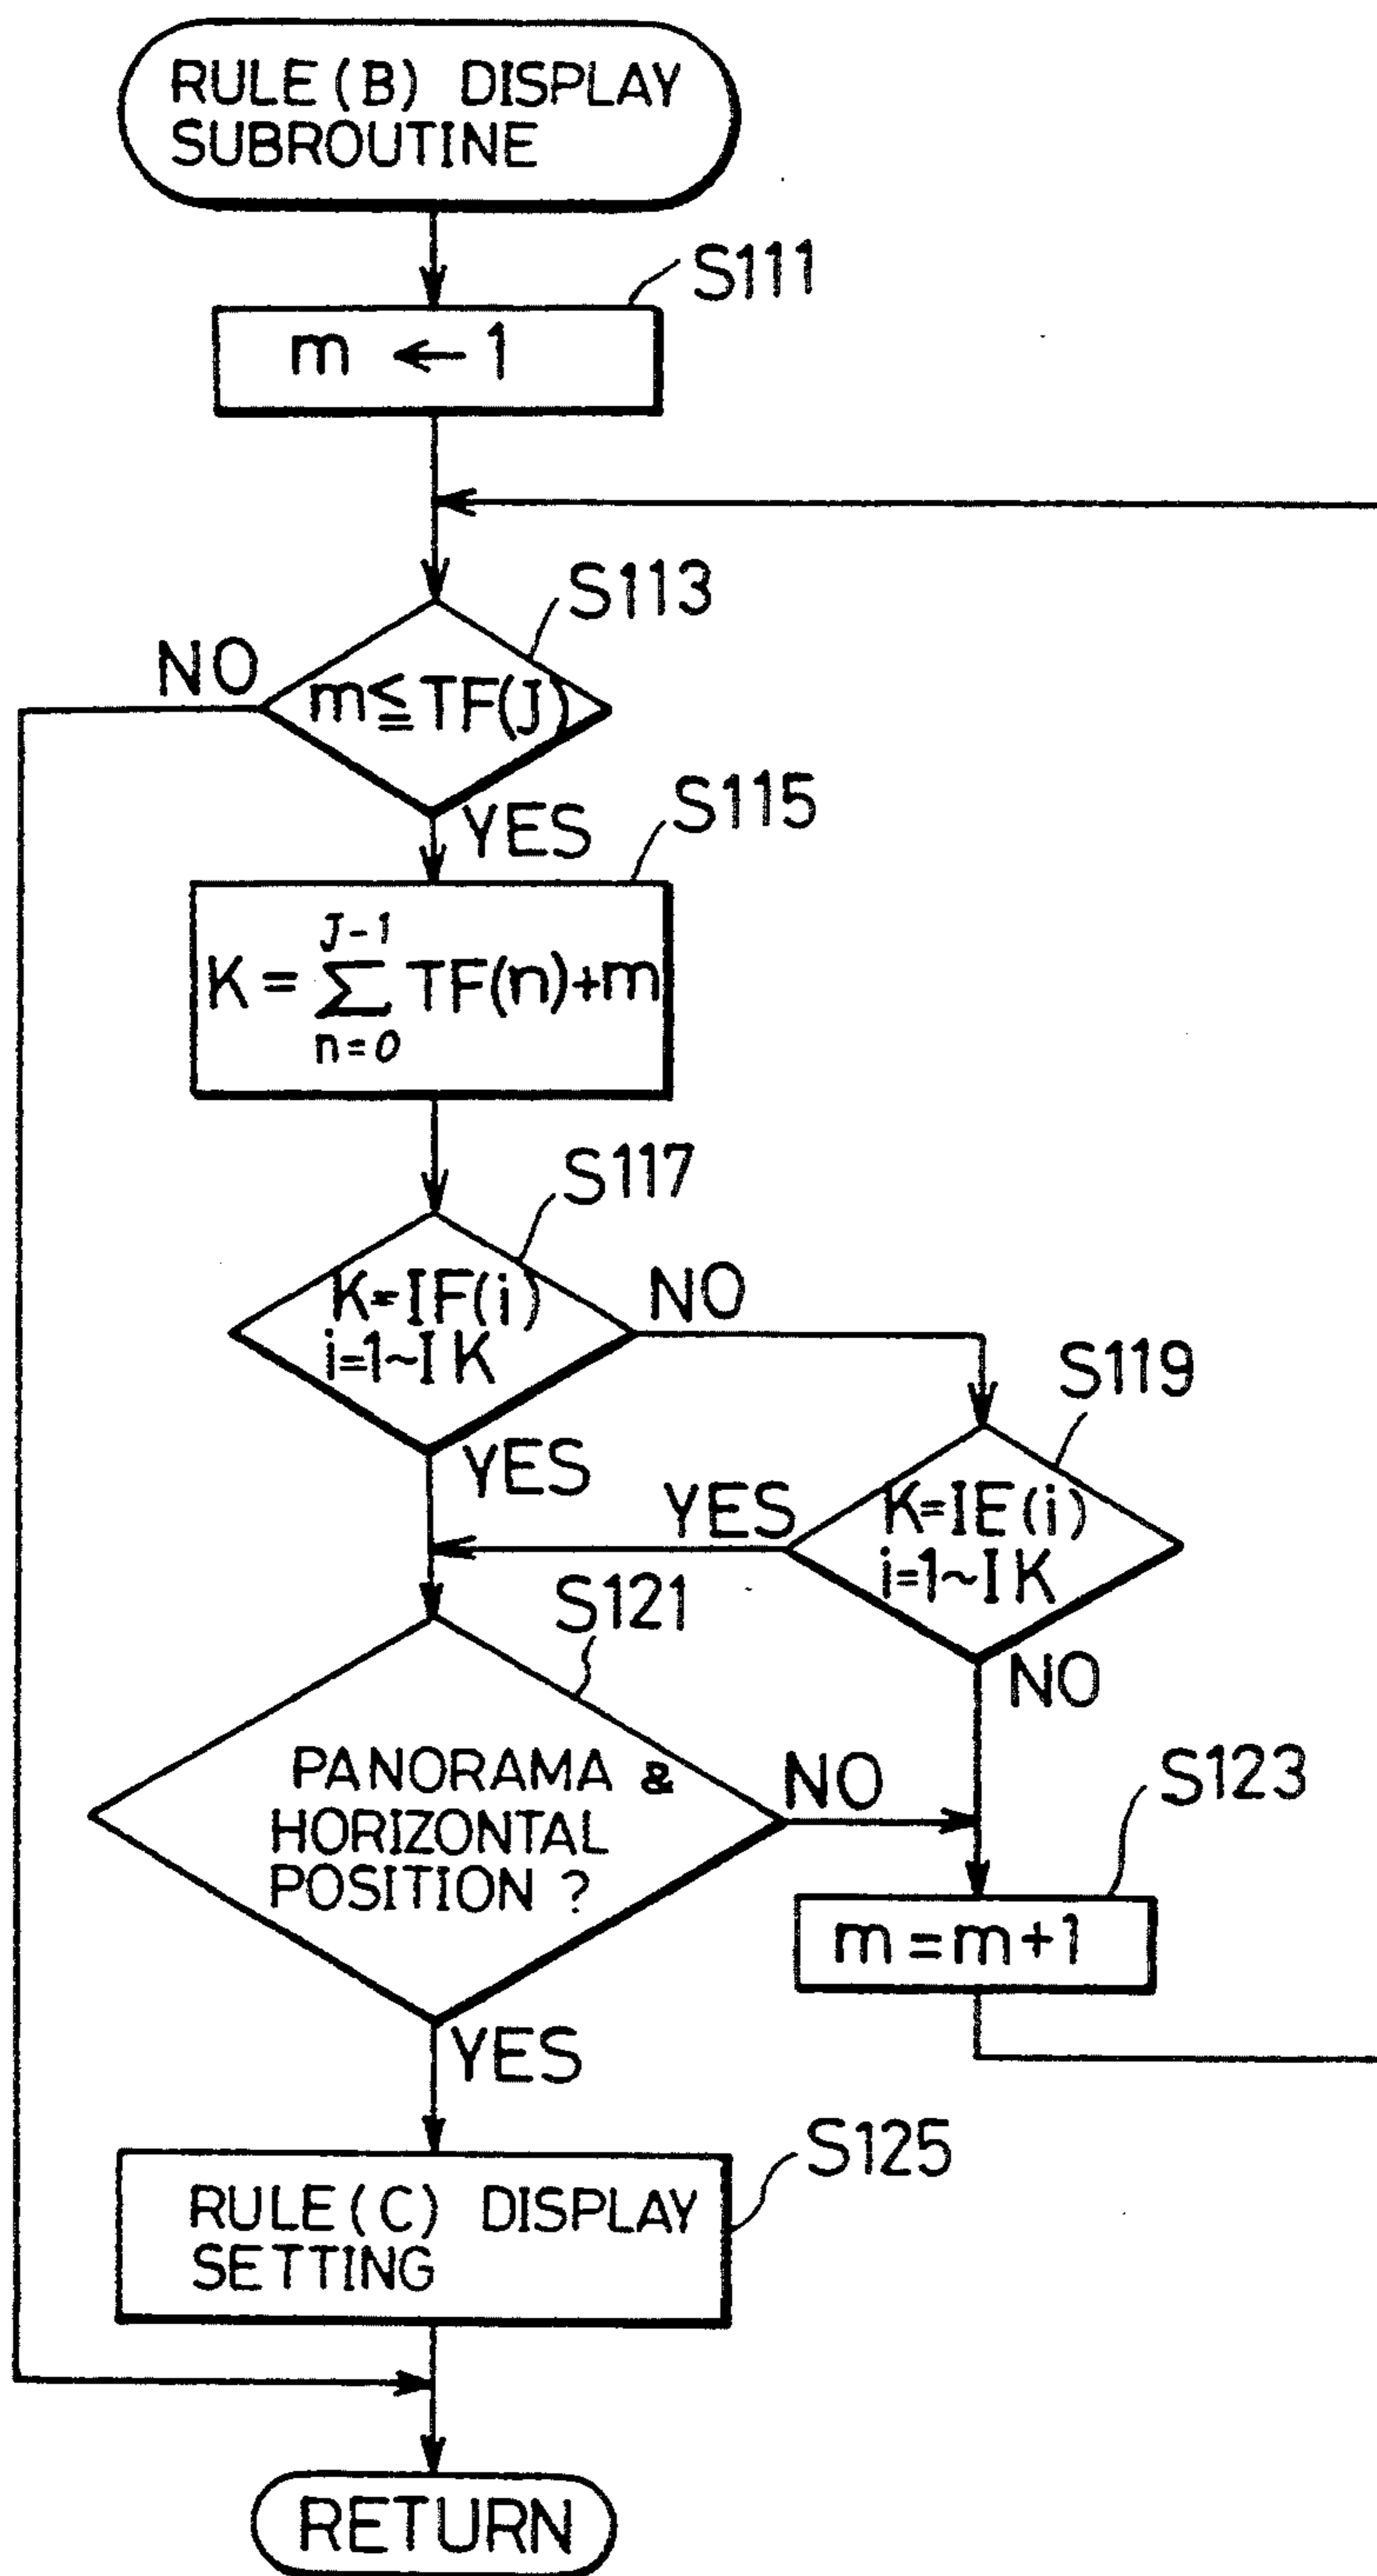 RULE(B) DISPLAY
SUBROUTINE
S111
m ← 1
S113
NO
m≦TF(J)
YES
S115
J-1
K = ∑ TF(n)+m
n=0
S117
K=IF(i)
i=1~IK
NO
YES
S119
K=IE(i)
i=1~IK
YES
NO
S121
PANORAMA &
HORIZONTAL
POSITION ?
NO
S123
m=m+1
YES
S125
RULE(C) DISPLAY
SETTING
RETURN